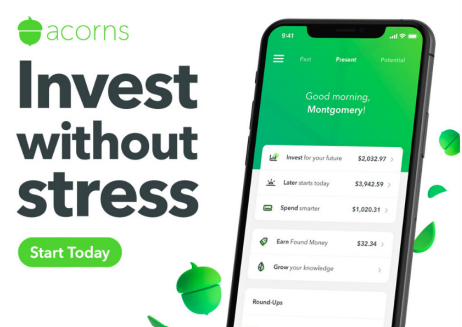 acorns
Invest
without
stress
Start Today
9:41
Past Present Potential
Good morning,
Montgomery!
Invest for your future $2,032.97
Later starts today $3,942.59
Spend smarter $1,020.31
Earn Found Money $32.34
Grow your knowledge
Round-Ups